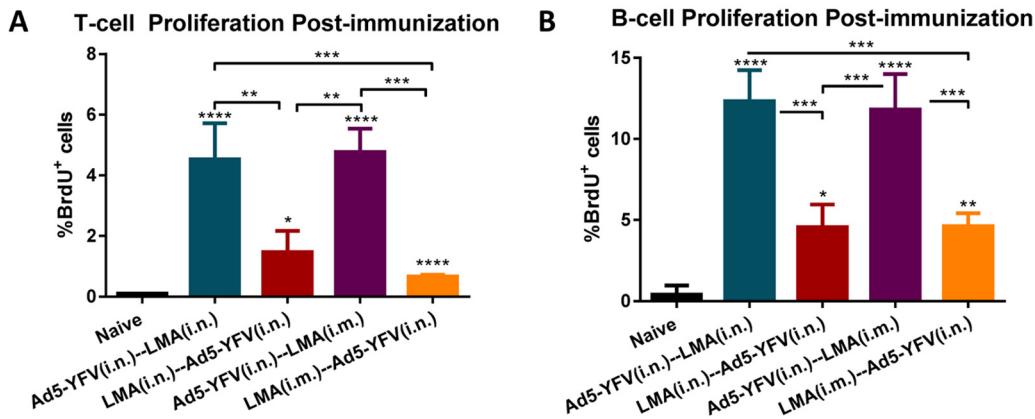 A
T-cell Proliferation Post-immunization
8
6
4
2
0
%BrdU+ cells
***
**
**
***
****
*
****
****
Naive
Ad5-YFV(i.n.)--LMA(i.n.)
LMA(i.n.)--Ad5-YFV(i.n.)
Ad5-YFV(i.n.)--LMA(i.m.)
LMA(i.m.)--Ad5-YFV(i.n.)
B
B-cell Proliferation Post-immunization
15
10
5
0
%BrdU+ cells
***
****
***
****
***
***
*
**
Naive
Ad5-YFV(i.n.)--LMA(i.n.)
LMA(i.n.)--Ad5-YFV(i.n.)
Ad5-YFV(i.n.)--LMA(i.m.)
LMA(i.m.)--Ad5-YFV(i.n.)